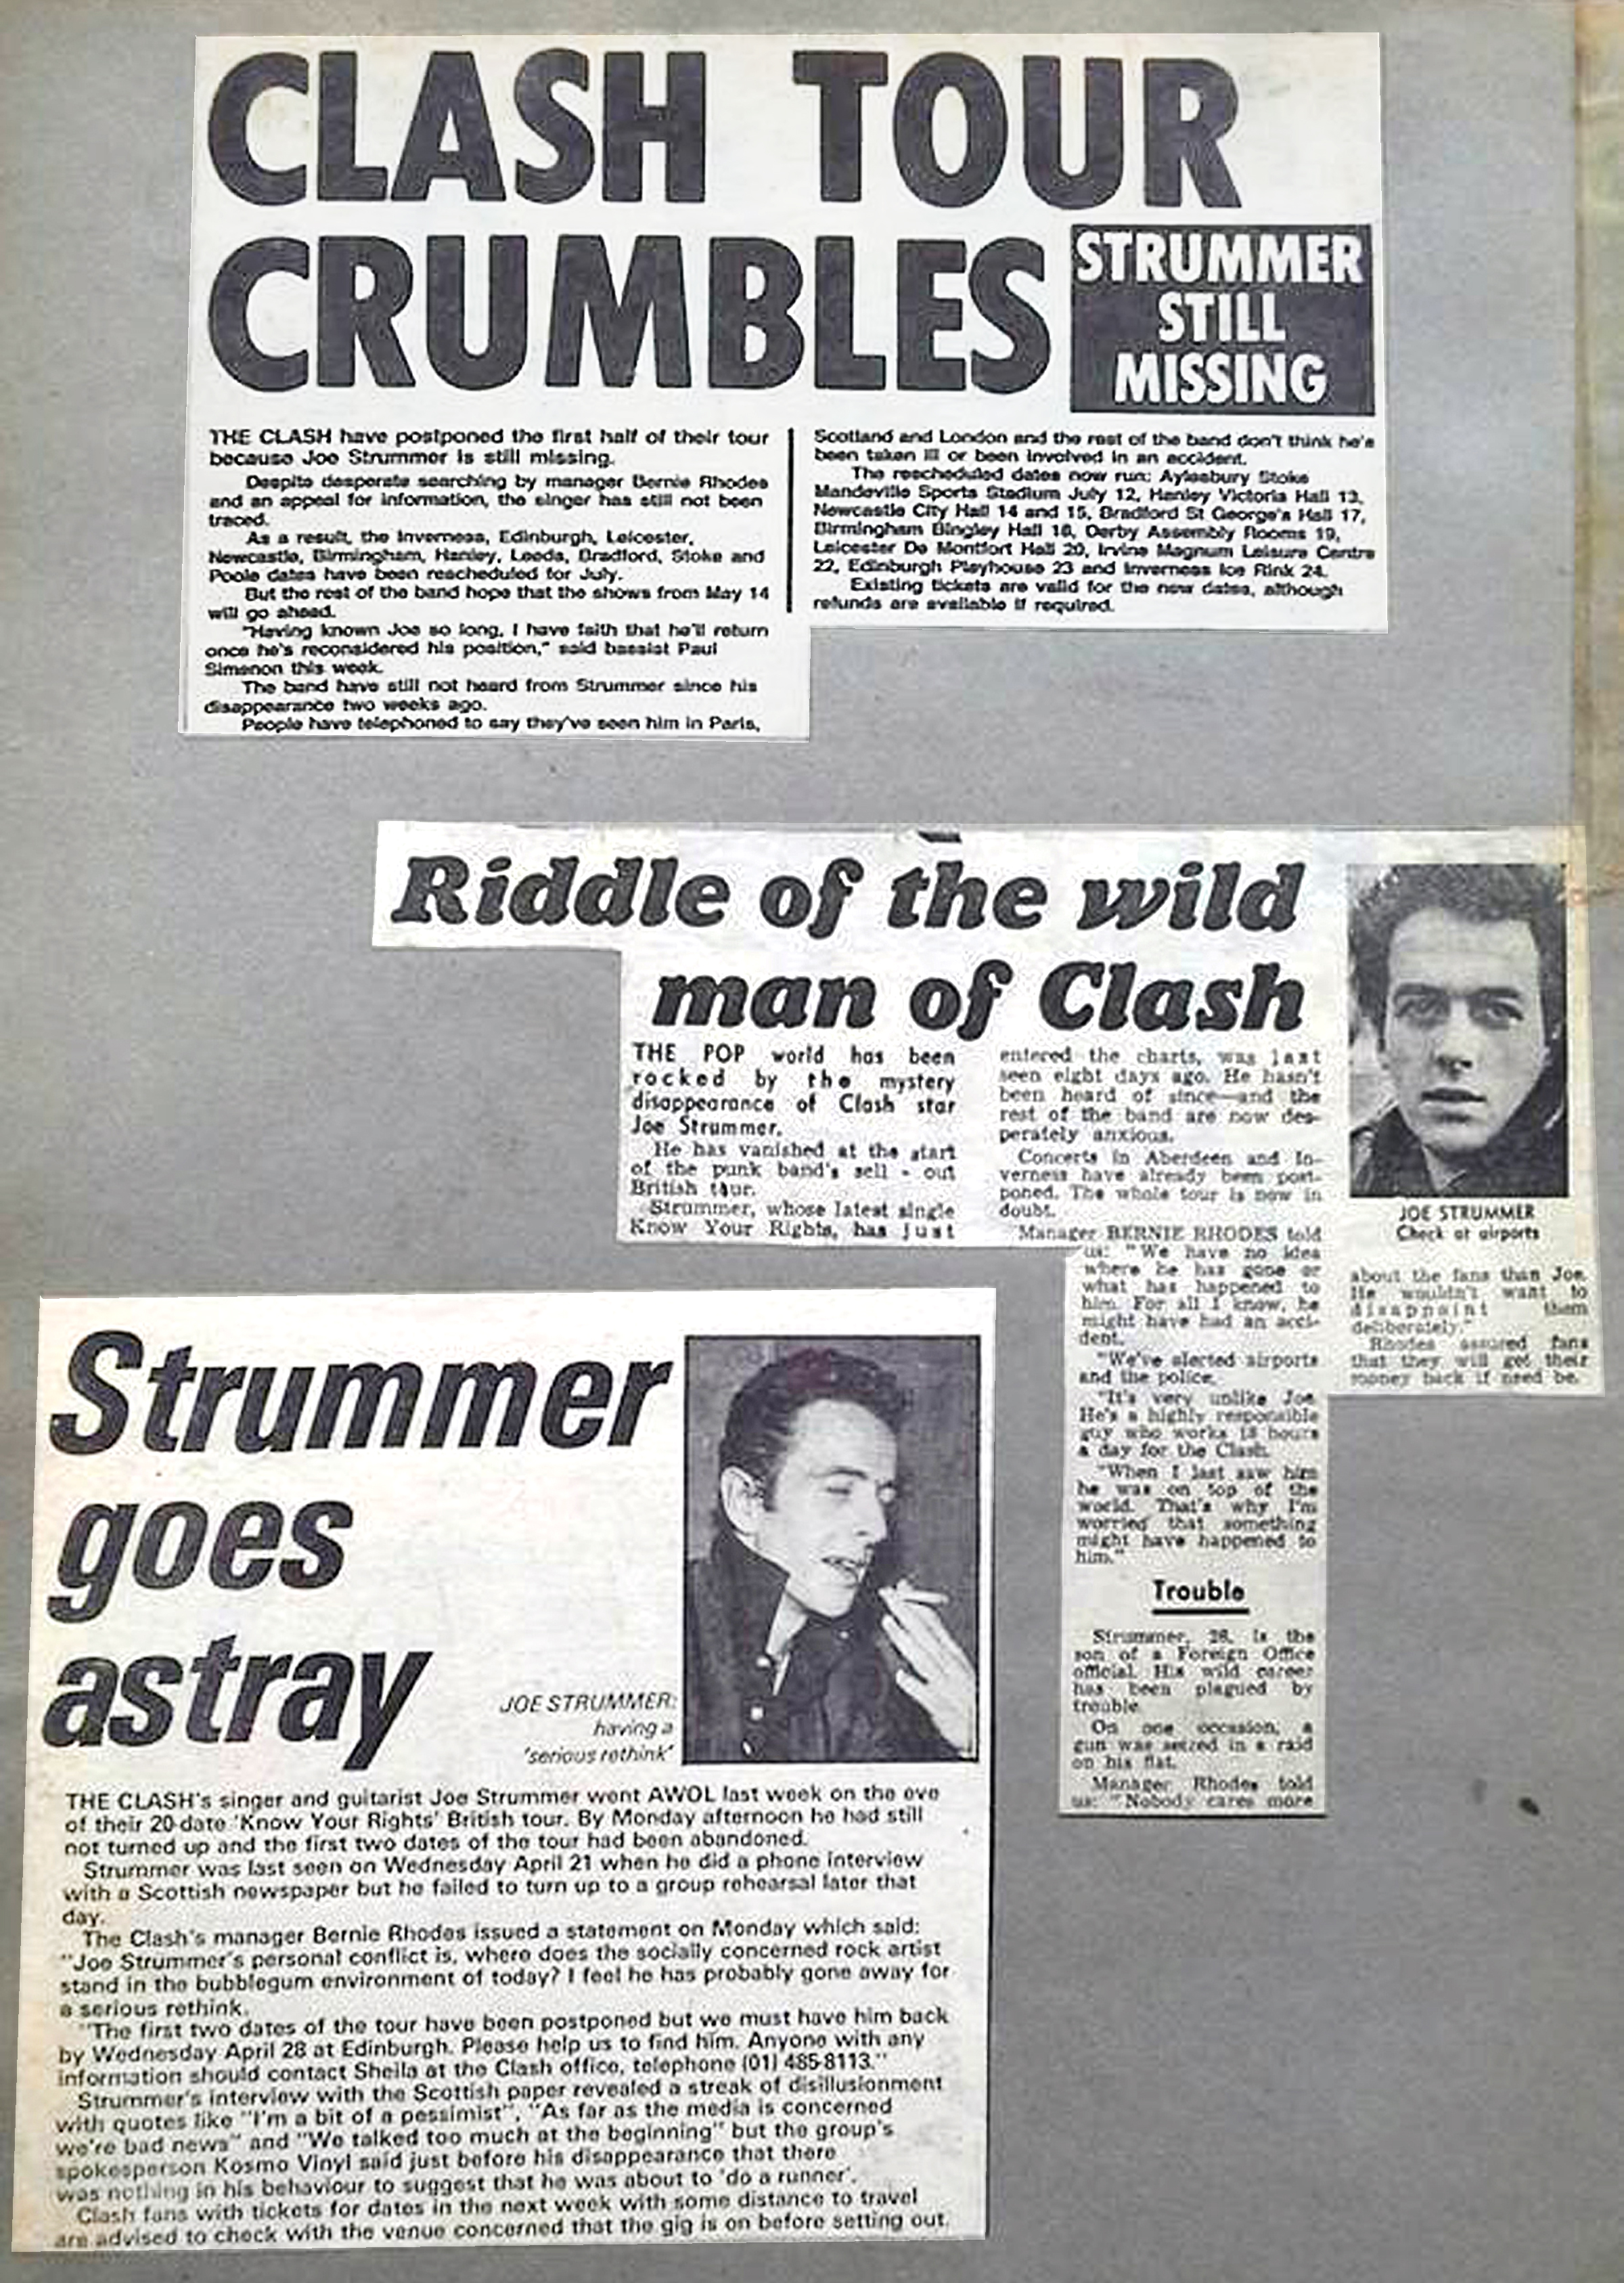 CLASH TOUR
CRUMBLES
STRUMMER
STILL
MISSING
THE CLASH have postponed the first half of their tour
because Joe Strummer is still missing.
Despite desperate searching by manager Bernie Rhodes
and an appeal for information, the singer has still not been
traced.
As a result, the Inverness, Edinburgh, Leicester,
Newcastle, Birmingham, Hanley, Leeds, Bradford, Stoke and
Poole dates have been rescheduled for July.
But the rest of the band hope that the shows from May 14
will go ahead.
"Having known Joe so long, I have faith that he'll return
once he's reconsidered his position," said bassist Paul
Simenon this week.
The band have still not heard from Strummer since his
disappearance two weeks ago.
People have telephoned to say they've seen him in Paris,
Scotland and London and the rest of the band don't think he's
been taken ill or been involved in an accident.
The rescheduled dates now run: Aylesbury Stoke
Mandeville Sports Stadium July 12, Hanley Victoria Hall 13,
Newcastle City Hall 14 and 15, Bradford St George's Hall 17,
Birmingham Bingley Hall 18, Derby Assembly Rooms 19,
Leicester De Montfort Hall 20, Irvine Magnum Leisure Centre
22, Edinburgh Playhouse 23 and Inverness Ice Rink 24.
Existing tickets are valid for the new dates, although
refunds are available if required.
Riddle of the wild
man of Clash
THE POP world has been
rocked by the mystery
disappearance of Clash star
Joe Strummer.
He has vanished at the start
of the punk band's sell - out
British tour.
Strummer, whose latest single
Know Your Rights, has just
entered the charts, was last
seen eight days ago. He hasn't
been heard of since—and the
rest of the band are now des-
perately anxious.
Concerts in Aberdeen and In-
verness have already been post-
poned. The whole tour is now in
doubt.
Manager BERNIE RHODES told
us: "We have no idea
where he has gone or
what has happened to
him. For all I know, he
might have had an acci-
dent.
"We've alerted airports
and the police.
"It's very unlike Joe.
He's a highly responsible
guy who works 18 hours
a day for the Clash.
"When I last saw him
he was on top of the
world. That's why I'm
worried that something
might have happened to
him."
Trouble
Strummer, 28, is the
son of a Foreign Office
official. His wild career
has been plagued by
trouble.
On one occasion, a
gun was seized in a raid
on his flat.
Manager Rhodes told
us: "Nobody cares more
JOE STRUMMER
Check at airports
about the fans than Joe.
He wouldn't want to
disappoint them
deliberately."
Rhodes assured fans
that they will get their
money back if need be.
Strummer
goes
astray
JOE STRUMMER:
having a
'serious rethink'
THE CLASH's singer and guitarist Joe Strummer went AWOL last week on the eve
of their 20-date 'Know Your Rights' British tour. By Monday afternoon he had still
not turned up and the first two dates of the tour had been abandoned.
Strummer was last seen on Wednesday April 21 when he did a phone interview
with a Scottish newspaper but he failed to turn up to a group rehearsal later that
day.
The Clash's manager Bernie Rhodes issued a statement on Monday which said:
"Joe Strummer's personal conflict is, where does the socially concerned rock artist
stand in the bubblegum environment of today? I feel he has probably gone away for
a serious rethink.
"The first two dates of the tour have been postponed but we must have him back
by Wednesday April 28 at Edinburgh. Please help us to find him. Anyone with any
information should contact Sheila at the Clash office, telephone (01) 485-8113."
Strummer's interview with the Scottish paper revealed a streak of disillusionment
with quotes like "I'm a bit of a pessimist", "As far as the media is concerned
we're bad news" and "We talked too much at the beginning" but the group's
spokesperson Kosmo Vinyl said just before his disappearance that there
was nothing in his behaviour to suggest that he was about to 'do a runner'.
Clash fans with tickets for dates in the next week with some distance to travel
are advised to check with the venue concerned that the gig is on before setting out.